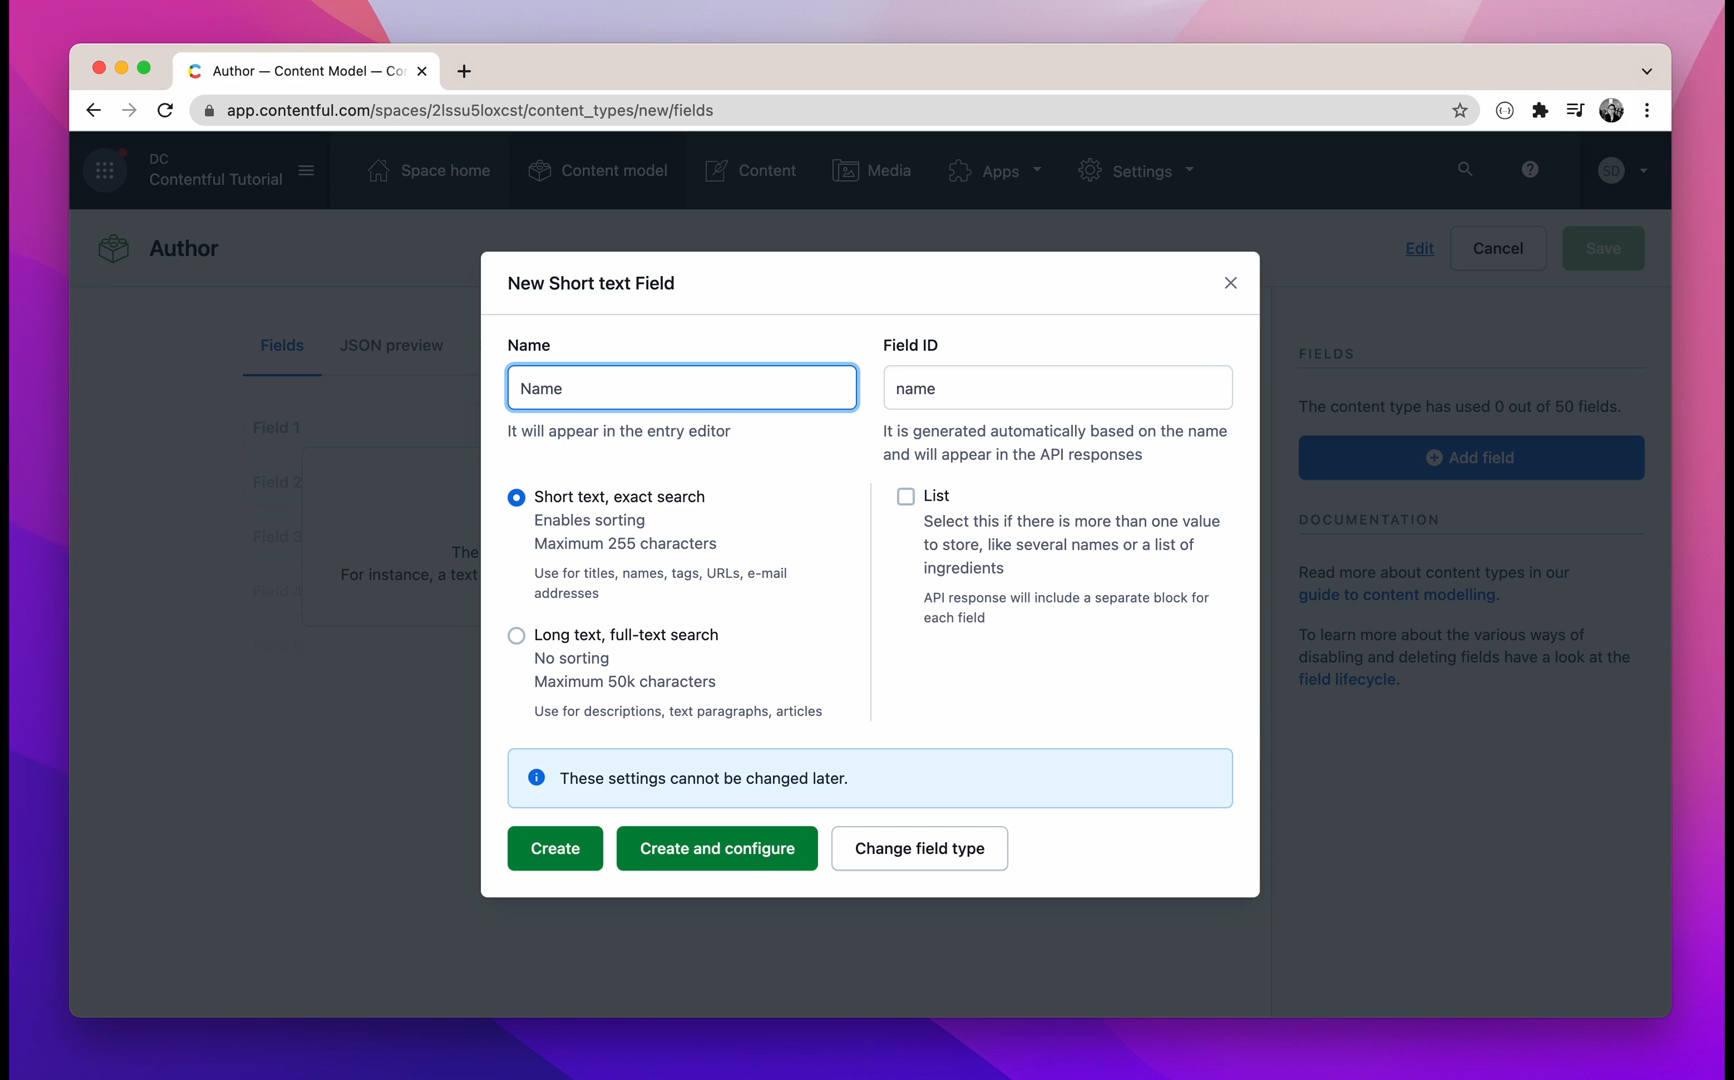 Author — Content Model — Co
app.contentful.com/spaces/2lssu5loxcst/content_types/new/fields
DC
Contentful Tutorial
Space home
Content model
Content
Media
Apps
Settings
SD
Author
Edit
Cancel
Save
Fields
JSON preview
Field 1
Field 2
Field 3
Field 4
The
For instance, a text
New Short text Field
Name
Name
It will appear in the entry editor
Field ID
name
It is generated automatically based on the name
and will appear in the API responses
Short text, exact search
Enables sorting
Maximum 255 characters
Use for titles, names, tags, URLs, e-mail
addresses
Long text, full-text search
No sorting
Maximum 50k characters
Use for descriptions, text paragraphs, articles
List
Select this if there is more than one value
to store, like several names or a list of
ingredients
API response will include a separate block for
each field
These settings cannot be changed later.
Create
Create and configure
Change field type
FIELDS
The content type has used 0 out of 50 fields.
Add field
DOCUMENTATION
Read more about content types in our
guide to content modelling.
To learn more about the various ways of
disabling and deleting fields have a look at the
field lifecycle.